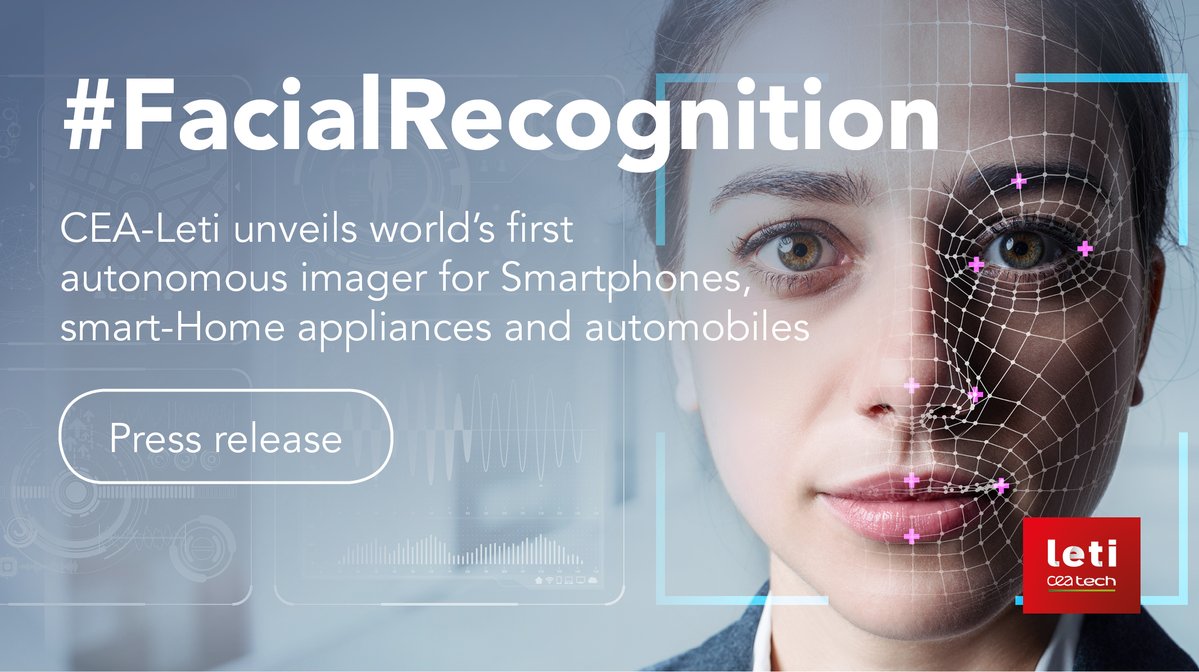 #FacialRecognition
CEA-Leti unveils world’s first
autonomous imager for Smartphones,
smart-Home appliances and automobiles
Press release
leti
cea tech